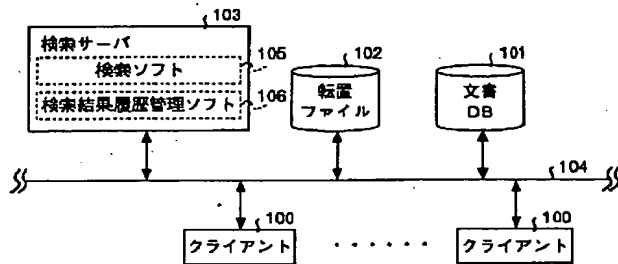 103
検索サーバ
検索ソフト
105
検索結果履歴管理ソフト
106
102
転置
ファイル
101
文書
DB
104
100
クライアント
100
クライアント